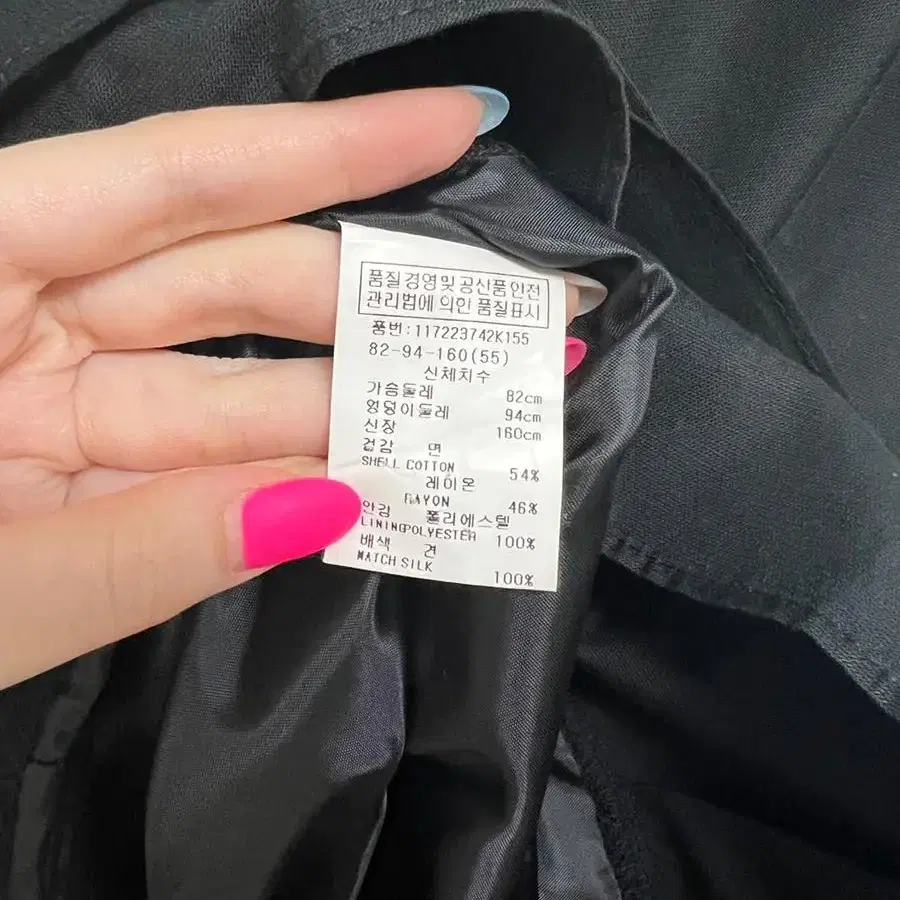 품질경영및공산품안전
관리법에의한품질표시
품번:117223742K155
82-94-160(55)
신체치수
가슴둘레 82cm
엉덩이둘레 94cm
신장 160cm
겉감 면
SHELL COTTON 54%
레이온
RAYON 46%
안감 폴리에스텔
LINING POLYESTER 100%
배색 견
MATCH SILK 100%